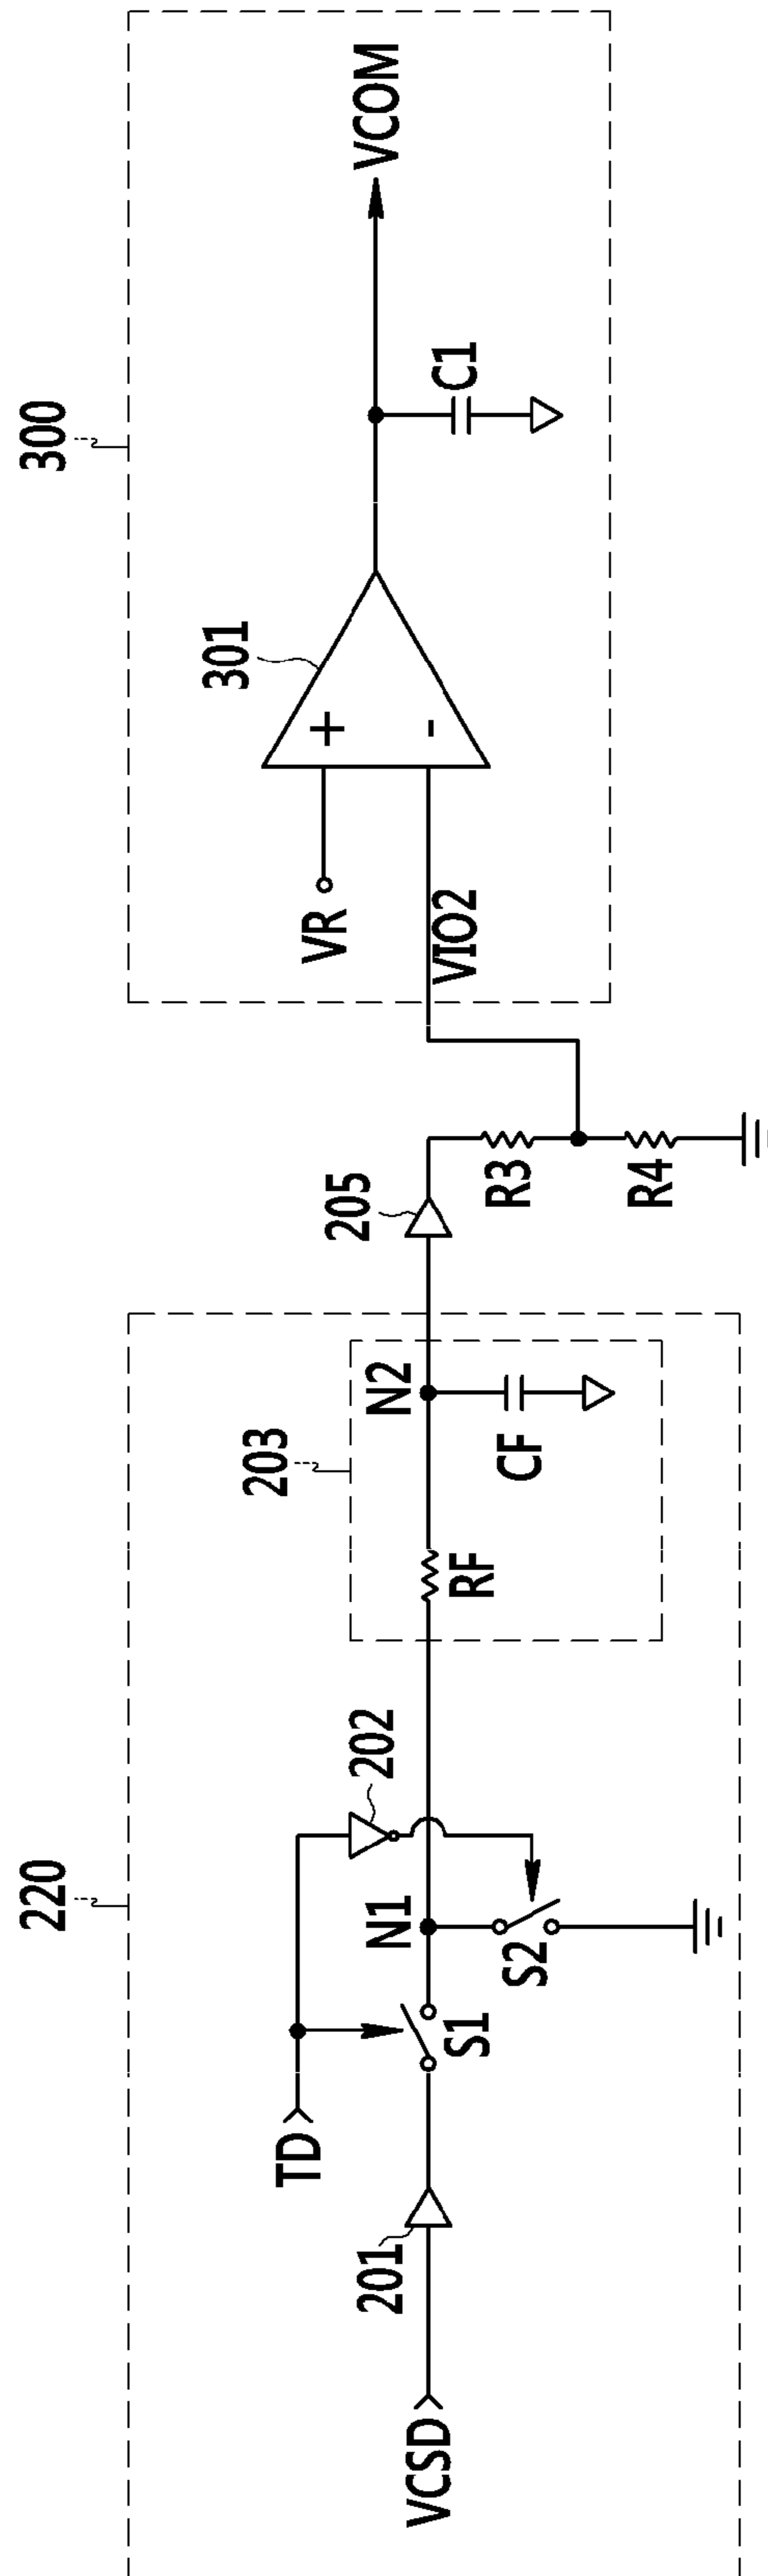 220
300
203
VCSD
201
TD
S1
N1
S2
202
RF
N2
CF
205
R3
R4
VIO2
VR
+
-
301
C1
VCOM